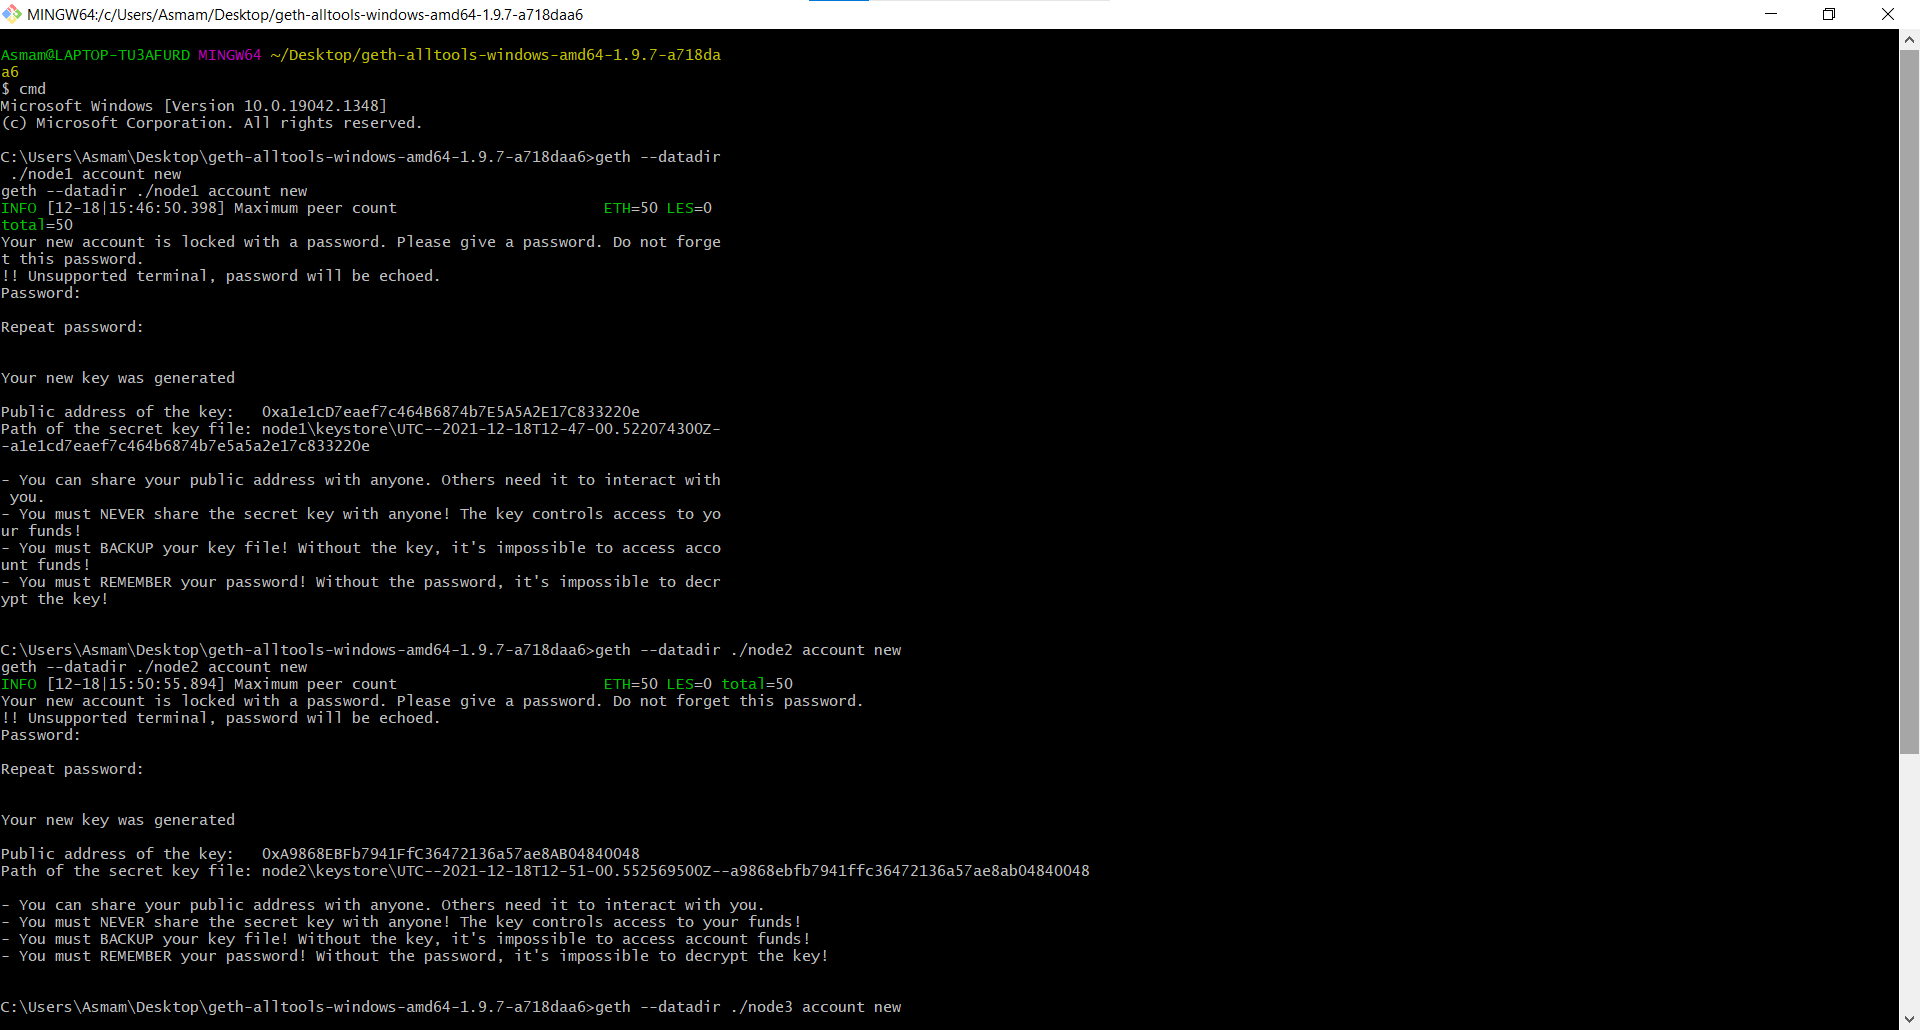 MINGW64:/c/Users/Asmam/Desktop/geth-alltools-windows-amd64-1.9.7-a718daa6
Asmam@LAPTOP-TU3AFURD MINGW64 ~/Desktop/geth-alltools-windows-amd64-1.9.7-a718da
a6
$ cmd
Microsoft Windows [Version 10.0.19042.1348]
(c) Microsoft Corporation. All rights reserved.
C:\Users\Asmam\Desktop\geth-alltools-windows-amd64-1.9.7-a718daa6>geth --datadir
 ./node1 account new
geth --datadir ./node1 account new
INFO [12-18|15:46:50.398] Maximum peer count                       ETH=50 LES=0
total=50
Your new account is locked with a password. Please give a password. Do not forge
t this password.
!! Unsupported terminal, password will be echoed.
Password:
Repeat password:
Your new key was generated
Public address of the key:   0xa1e1cD7eaef7c464B6874b7E5A5A2E17C833220e
Path of the secret key file: node1\keystore\UTC--2021-12-18T12-47-00.522074300Z-
-a1e1cd7eaef7c464b6874b7e5a5a2e17c833220e
- You can share your public address with anyone. Others need it to interact with
 you.
- You must NEVER share the secret key with anyone! The key controls access to yo
ur funds!
- You must BACKUP your key file! Without the key, it's impossible to access acco
unt funds!
- You must REMEMBER your password! Without the password, it's impossible to decr
ypt the key!
C:\Users\Asmam\Desktop\geth-alltools-windows-amd64-1.9.7-a718daa6>geth --datadir ./node2 account new
geth --datadir ./node2 account new
INFO [12-18|15:50:55.894] Maximum peer count                       ETH=50 LES=0 total=50
Your new account is locked with a password. Please give a password. Do not forget this password.
!! Unsupported terminal, password will be echoed.
Password:
Repeat password:
Your new key was generated
Public address of the key:   0xA9868EBFb7941FfC36472136a57ae8AB04840048
Path of the secret key file: node2\keystore\UTC--2021-12-18T12-51-00.552569500Z--a9868ebfb7941ffc36472136a57ae8ab04840048
- You can share your public address with anyone. Others need it to interact with you.
- You must NEVER share the secret key with anyone! The key controls access to your funds!
- You must BACKUP your key file! Without the key, it's impossible to access account funds!
- You must REMEMBER your password! Without the password, it's impossible to decrypt the key!
C:\Users\Asmam\Desktop\geth-alltools-windows-amd64-1.9.7-a718daa6>geth --datadir ./node3 account new